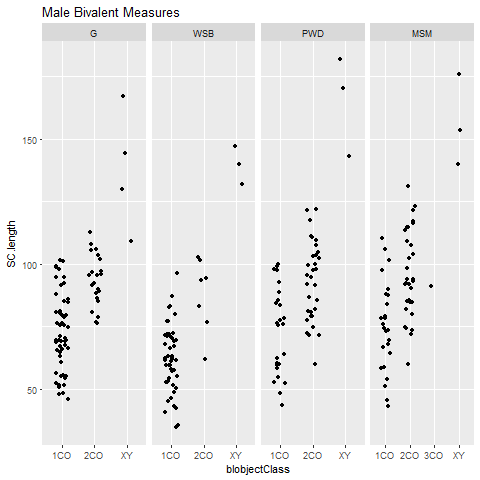 Male Bivalent Measures
G WSB PWD MSM
150
100
50
SC.length
1CO 2CO XY 1CO 2CO XY 1CO 2CO XY 1CO 2CO 3CO XY
blobjectClass